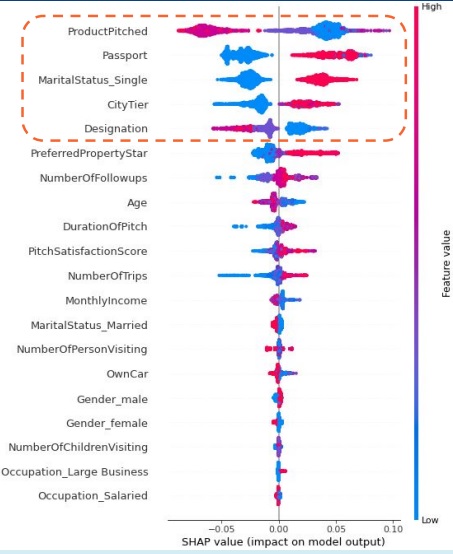 High
ProductPitched
Passport
MaritalStatus_Single
CityTier
Designation
PreferredPropertyStar
NumberOfFollowups
Age
DurationOfPitch
PitchSatisfactionScore
NumberOfTrips
MonthlyIncome
MaritalStatus_Married
NumberOfPersonVisiting
OwnCar
Gender_male
Gender_female
NumberOfChildrenVisiting
Occupation_Large Business
Occupation_Salaried
Feature value
Low
−0.05 0.00 0.05 0.10
SHAP value (impact on model output)